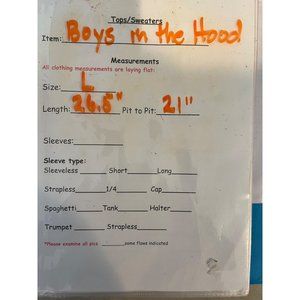 Tops/Sweaters
Item: Boys in the Hood
Measurements
All clothing measurements are laying flat:
Size: L
Length: 26.5" Pit to Pit: 21"
Sleeves:
Sleeve type:
Sleeveless Short Long
Strapless 1/4 Cap
Spaghetti Tank Halter
Trumpet Strapless
*Please examine all pics some flaws indicated